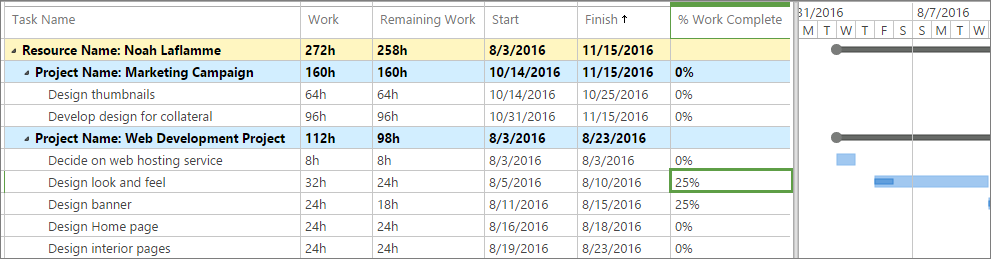 Task Name Work Remaining Work Start Finish ↑ % Work Complete 31/2016 8/7/2016
M T W T F S S M T W
Resource Name: Noah Laflamme 272h 258h 8/3/2016 11/15/2016
Project Name: Marketing Campaign 160h 160h 10/14/2016 11/15/2016 0%
Design thumbnails 64h 64h 10/14/2016 10/25/2016 0%
Develop design for collateral 96h 96h 10/31/2016 11/15/2016 0%
Project Name: Web Development Project 112h 98h 8/3/2016 8/23/2016
Decide on web hosting service 8h 8h 8/3/2016 8/3/2016 0%
Design look and feel 32h 24h 8/5/2016 8/10/2016 25%
Design banner 24h 18h 8/11/2016 8/15/2016 25%
Design Home page 24h 24h 8/16/2016 8/18/2016 0%
Design interior pages 24h 24h 8/19/2016 8/23/2016 0%